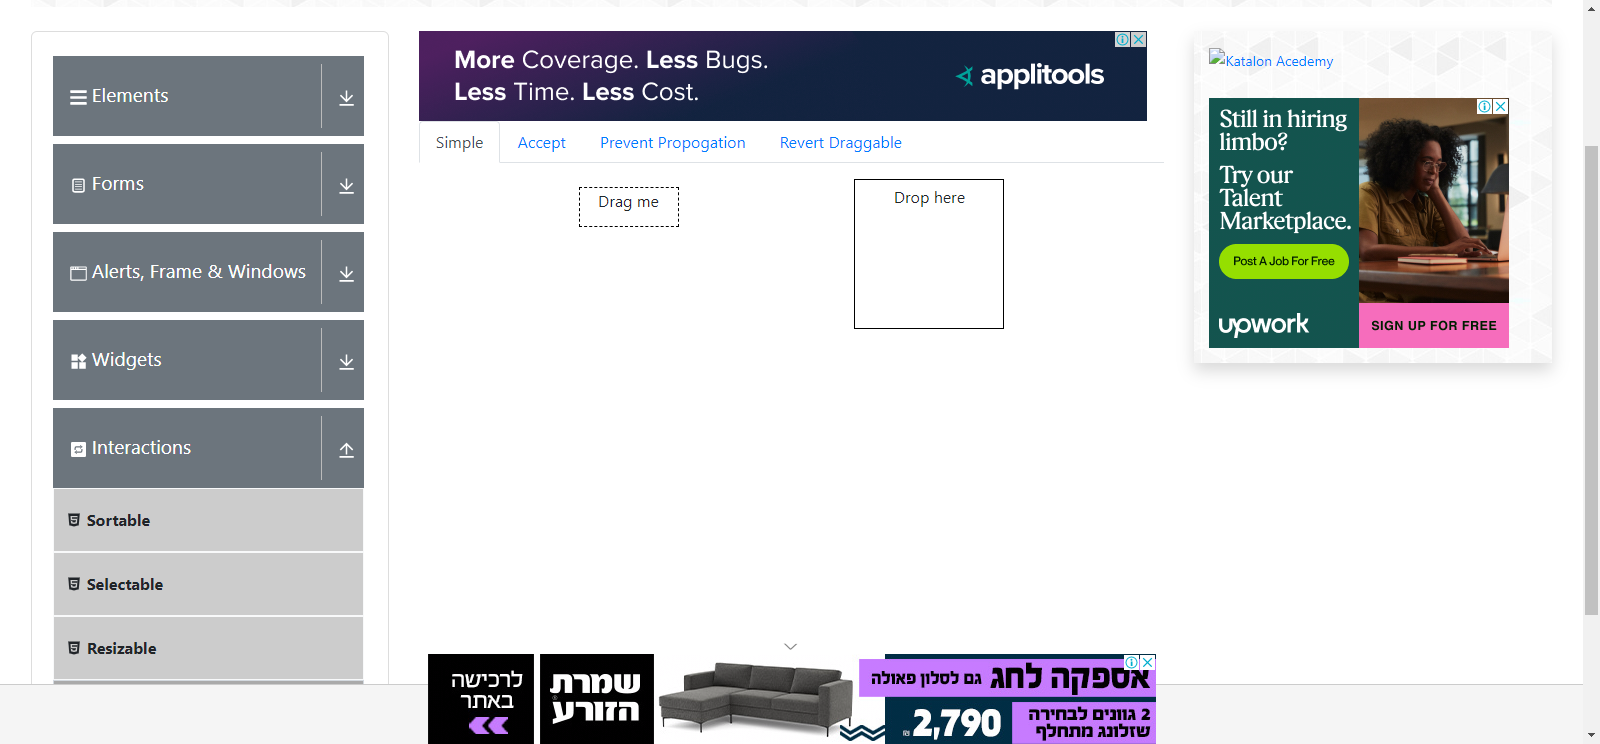 Elements
Forms
Alerts, Frame & Windows
Widgets
Interactions
Sortable
Selectable
Resizable
More Coverage. Less Bugs.
Less Time. Less Cost.
applitools
Simple
Accept
Prevent Propogation
Revert Draggable
Drag me
Drop here
Katalon Acedemy
Still in hiring
limbo?
Try our
Talent
Marketplace.
Post A Job For Free
upwork
SIGN UP FOR FREE
לרכישה
באתר
שמרת
הזורע
אספקה לחג גם לסלון פאולה
₪ 2,790
2 גוונים לבחירה
שזלונג מתחלף